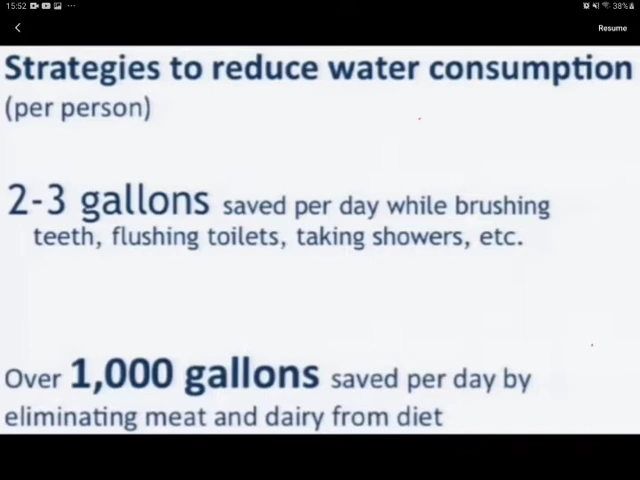 15:52
38%
Resume
Strategies to reduce water consumption
(per person)
2-3 gallons saved per day while brushing
teeth, flushing toilets, taking showers, etc.
Over 1,000 gallons saved per day by
eliminating meat and dairy from diet